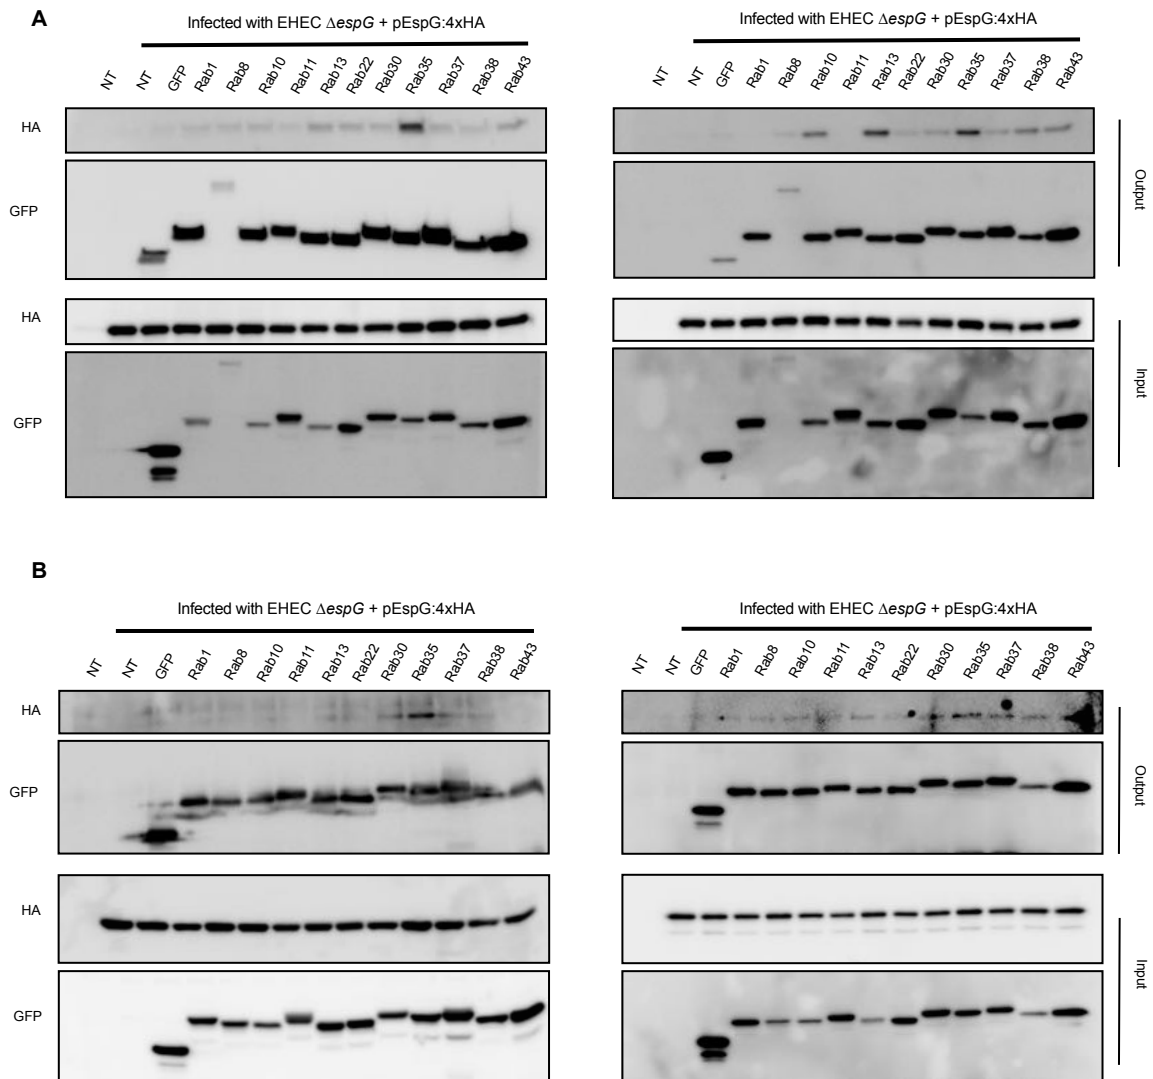 A
Infected with EHEC ΔespG + pEspG:4xHA
NT NT GFP Rab1 Rab8 Rab10 Rab11 Rab13 Rab22 Rab30 Rab35 Rab37 Rab38 Rab43
HA
GFP
HA
GFP
Infected with EHEC ΔespG + pEspG:4xHA
NT NT GFP Rab1 Rab8 Rab10 Rab11 Rab13 Rab22 Rab30 Rab35 Rab37 Rab38 Rab43
Output
Input
B
Infected with EHEC ΔespG + pEspG:4xHA
NT NT GFP Rab1 Rab8 Rab10 Rab11 Rab13 Rab22 Rab30 Rab35 Rab37 Rab38 Rab43
HA
GFP
HA
GFP
Infected with EHEC ΔespG + pEspG:4xHA
NT NT GFP Rab1 Rab8 Rab10 Rab11 Rab13 Rab22 Rab30 Rab35 Rab37 Rab38 Rab43
Output
Input